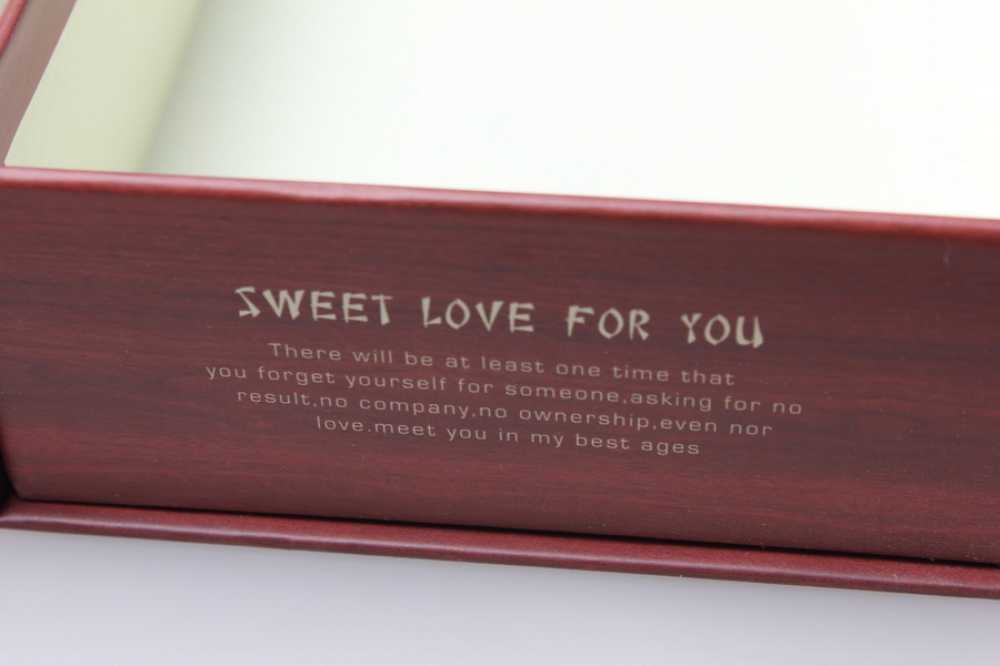 SWEET LOVE FOR YOU
There will be at least one time that
you forget yourself for someone,asking for no
result,no company,no ownership,even nor
love.meet you in my best ages